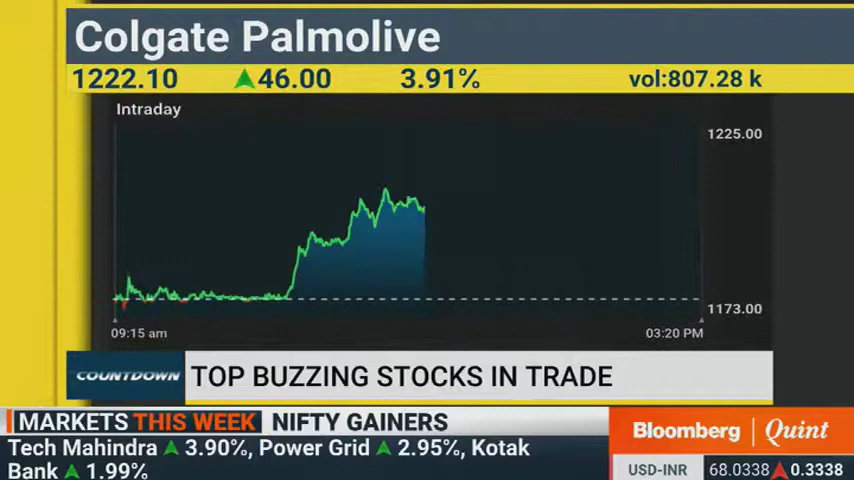 Colgate Palmolive
1222.10 46.00 3.91% vol:807.28 k
Intraday
1225.00
1173.00
09:15 am 03:20 PM
COUNTDOWN TOP BUZZING STOCKS IN TRADE
MARKETS THIS WEEK NIFTY GAINERS
Tech Mahindra 3.90%, Power Grid 2.95%, Kotak
Bank 1.99%
Bloomberg | Quint
USD-INR 68.0338 0.3338